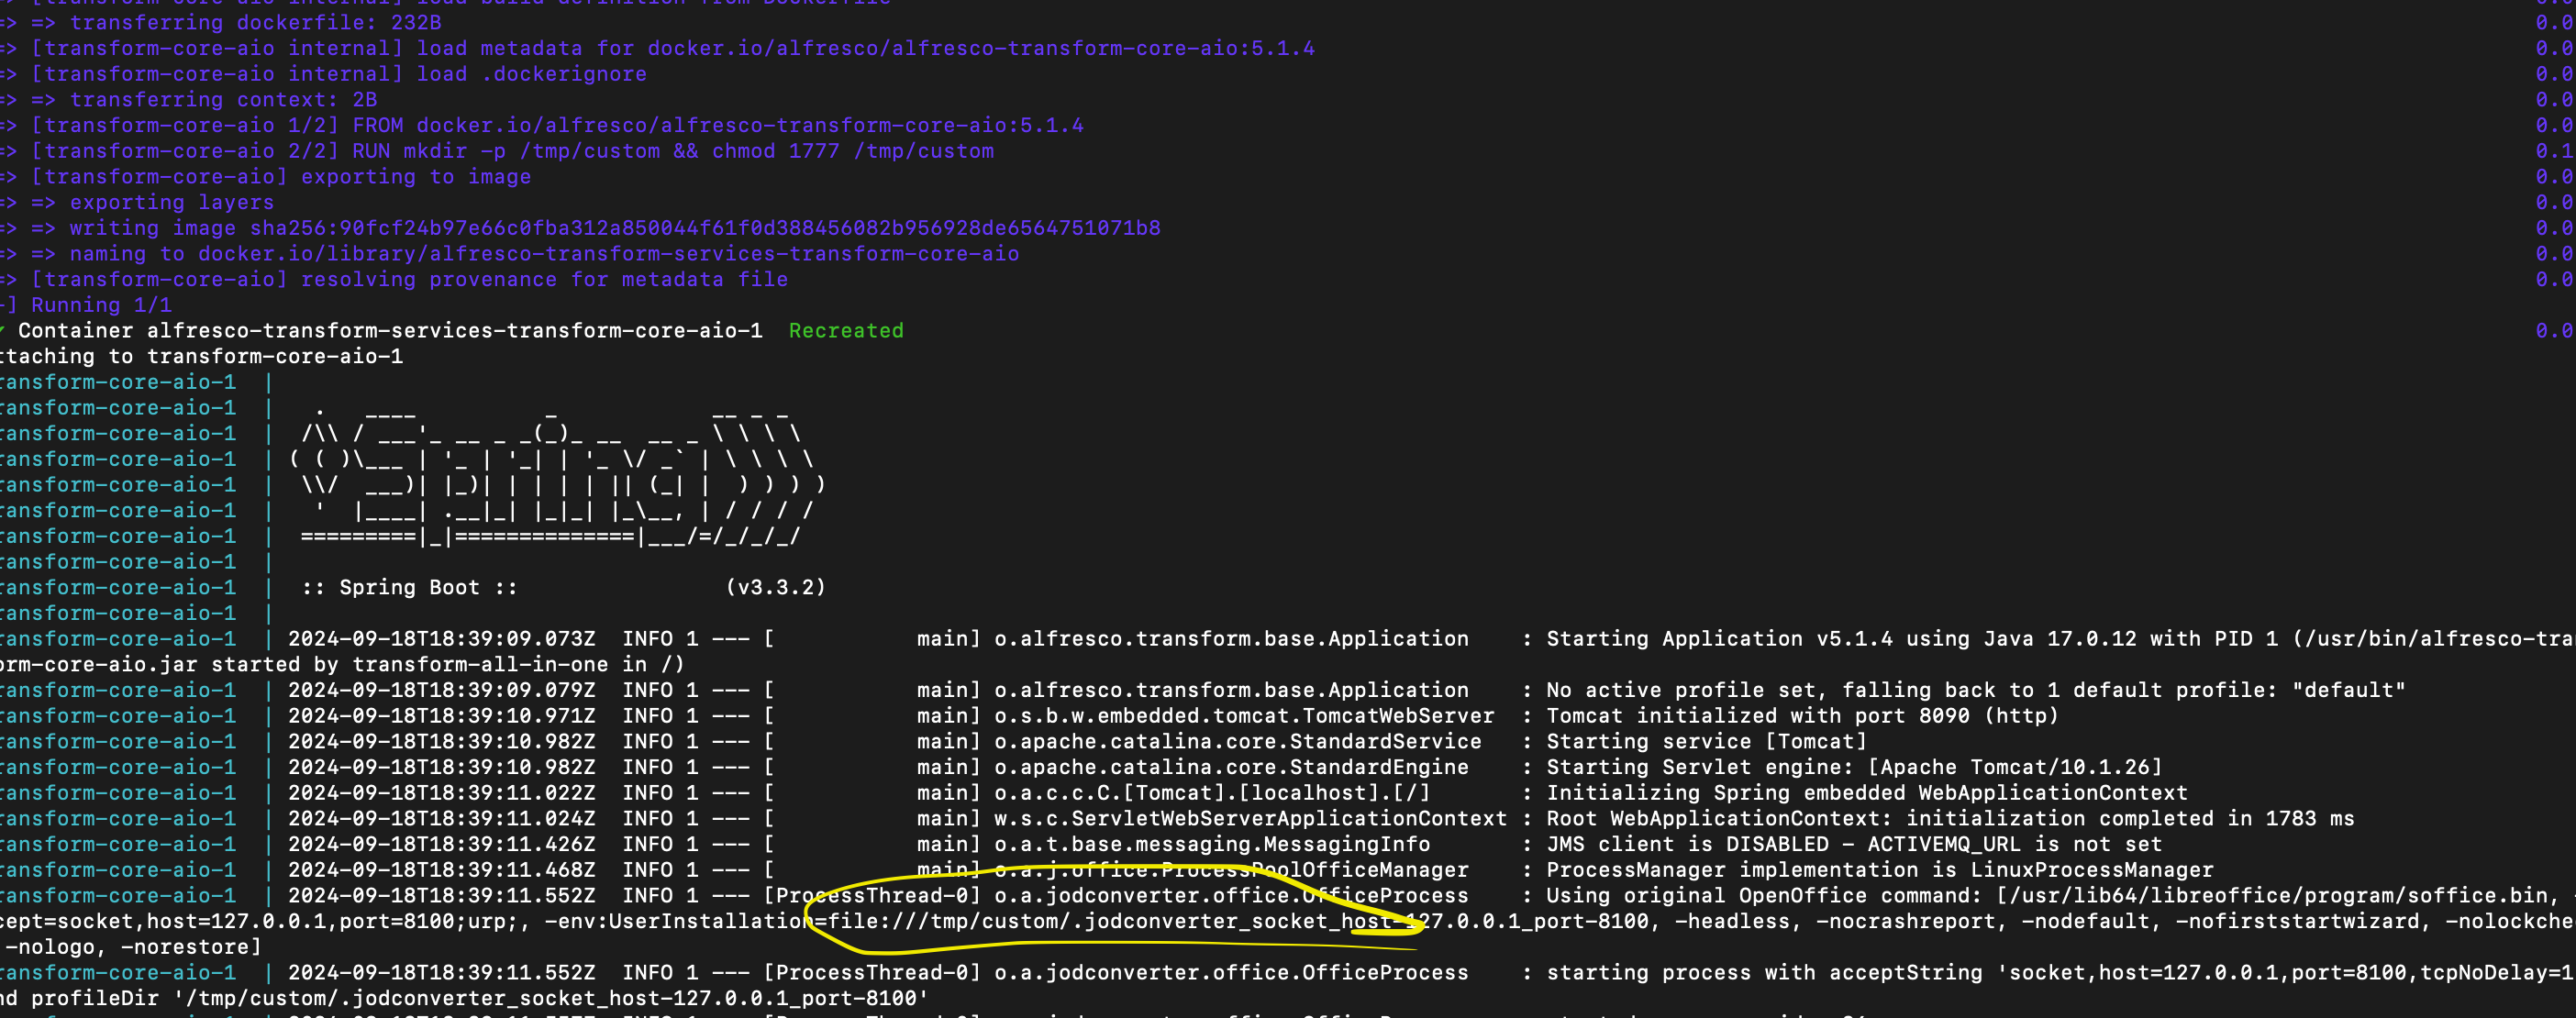 => => transferring dockerfile: 232B 0.0
=> [transform-core-aio internal] load metadata for docker.io/alfresco/alfresco-transform-core-aio:5.1.4 0.0
=> [transform-core-aio internal] load .dockerignore 0.0
=> => transferring context: 2B 0.0
=> [transform-core-aio 1/2] FROM docker.io/alfresco/alfresco-transform-core-aio:5.1.4 0.0
=> [transform-core-aio 2/2] RUN mkdir -p /tmp/custom && chmod 1777 /tmp/custom 0.1
=> [transform-core-aio] exporting to image 0.0
=> => exporting layers 0.0
=> => writing image sha256:90fcf24b97e66c0fba312a850044f61f0d388456082b956928de6564751071b8 0.0
=> => naming to docker.io/library/alfresco-transform-services-transform-core-aio 0.0
=> [transform-core-aio] resolving provenance for metadata file 0.0
+] Running 1/1
Container alfresco-transform-services-transform-core-aio-1 Recreated 0.0
ttaching to transform-core-aio-1
ransform-core-aio-1 |
ransform-core-aio-1 |   .   ____          _            __ _ _
ransform-core-aio-1 |  /\\ / ___'_ __ _ _(_)_ __  __ _ \ \ \ \
ransform-core-aio-1 | ( ( )\___ | '_ | '_| | '_ \/ _` | \ \ \ \
ransform-core-aio-1 |  \\/  ___)| |_)| | | | | || (_| |  ) ) ) )
ransform-core-aio-1 |   '  |____| .__|_| |_|_| |_\__, | / / / /
ransform-core-aio-1 |  =========|_|==============|___/=/_/_/_/
ransform-core-aio-1 |
ransform-core-aio-1 | :: Spring Boot :: (v3.3.2)
ransform-core-aio-1 |
ransform-core-aio-1 | 2024-09-18T18:39:09.073Z INFO 1 --- [ main] o.alfresco.transform.base.Application : Starting Application v5.1.4 using Java 17.0.12 with PID 1 (/usr/bin/alfresco-tra
orm-core-aio.jar started by transform-all-in-one in /)
ransform-core-aio-1 | 2024-09-18T18:39:09.079Z INFO 1 --- [ main] o.alfresco.transform.base.Application : No active profile set, falling back to 1 default profile: "default"
ransform-core-aio-1 | 2024-09-18T18:39:10.971Z INFO 1 --- [ main] o.s.b.w.embedded.tomcat.TomcatWebServer : Tomcat initialized with port 8090 (http)
ransform-core-aio-1 | 2024-09-18T18:39:10.982Z INFO 1 --- [ main] o.apache.catalina.core.StandardService : Starting service [Tomcat]
ransform-core-aio-1 | 2024-09-18T18:39:10.982Z INFO 1 --- [ main] o.apache.catalina.core.StandardEngine : Starting Servlet engine: [Apache Tomcat/10.1.26]
ransform-core-aio-1 | 2024-09-18T18:39:11.022Z INFO 1 --- [ main] o.a.c.c.C.[Tomcat].[localhost].[/] : Initializing Spring embedded WebApplicationContext
ransform-core-aio-1 | 2024-09-18T18:39:11.024Z INFO 1 --- [ main] w.s.c.ServletWebServerApplicationContext : Root WebApplicationContext: initialization completed in 1783 ms
ransform-core-aio-1 | 2024-09-18T18:39:11.426Z INFO 1 --- [ main] o.a.t.base.messaging.MessagingInfo : JMS client is DISABLED - ACTIVEMQ_URL is not set
ransform-core-aio-1 | 2024-09-18T18:39:11.468Z INFO 1 --- [ main] o.a.j.office.ProcessPoolOfficeManager : ProcessManager implementation is LinuxProcessManager
ransform-core-aio-1 | 2024-09-18T18:39:11.552Z INFO 1 --- [ProcessThread-0] o.a.jodconverter.office.OfficeProcess : Using original OpenOffice command: [/usr/lib64/libreoffice/program/soffice.bin, -
cept=socket,host=127.0.0.1,port=8100;urp;, -env:UserInstallation=file:///tmp/custom/.jodconverter_socket_host-127.0.0.1_port-8100, -headless, -nocrashreport, -nodefault, -nofirststartwizard, -nolockche
-nologo, -norestore]
ransform-core-aio-1 | 2024-09-18T18:39:11.552Z INFO 1 --- [ProcessThread-0] o.a.jodconverter.office.OfficeProcess : starting process with acceptString 'socket,host=127.0.0.1,port=8100,tcpNoDelay=1
nd profileDir '/tmp/custom/.jodconverter_socket_host-127.0.0.1_port-8100'